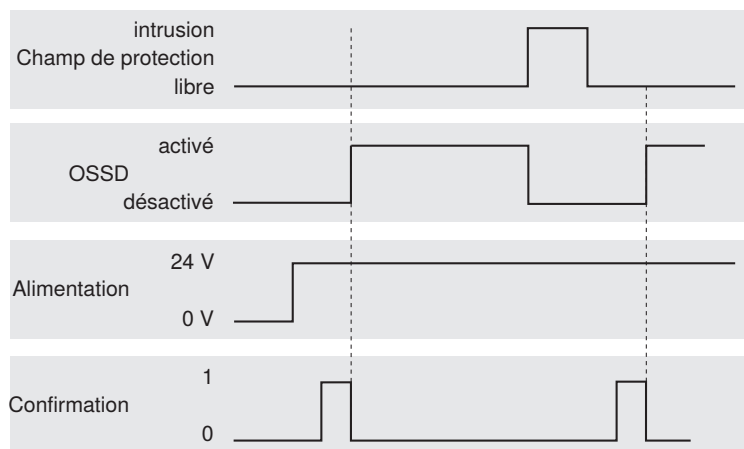 intrusion
Champ de protection
libre
activé
OSSD
désactivé
24 V
Alimentation
0 V
1
Confirmation
0